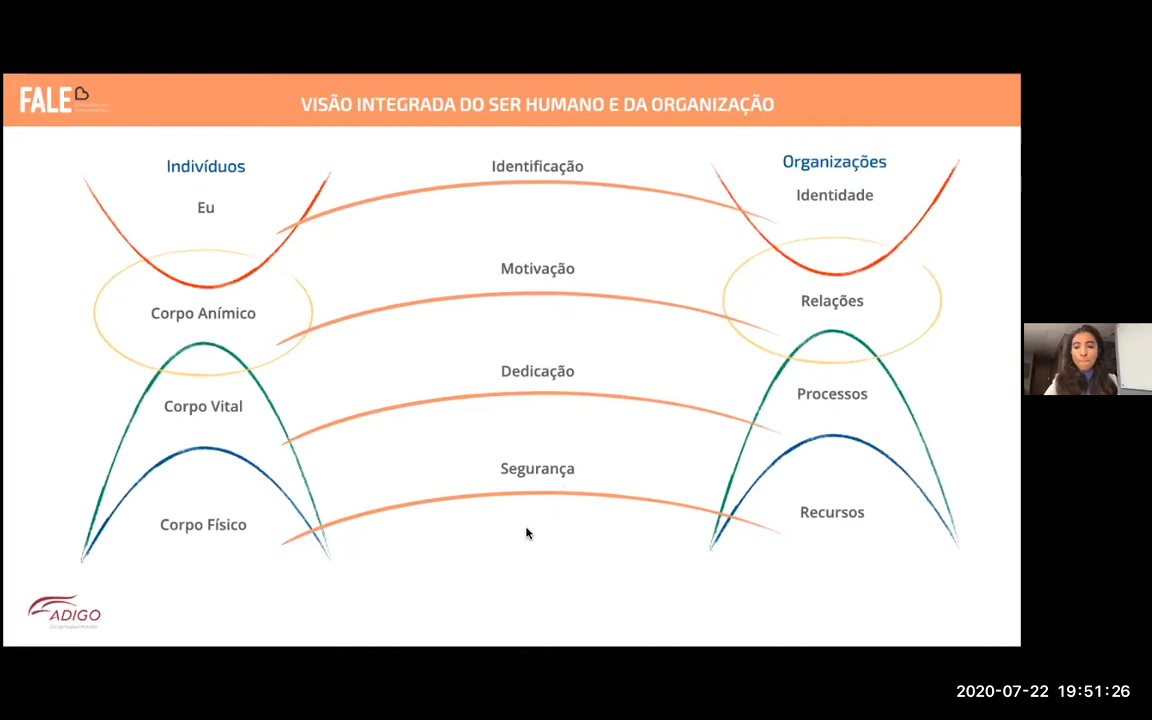 FALE
VISÃO INTEGRADA DO SER HUMANO E DA ORGANIZAÇÃO
Indivíduos
Identificação
Organizações
Eu
Identidade
Motivação
Corpo Anímico
Relações
Dedicação
Corpo Vital
Processos
Segurança
Corpo Físico
Recursos
ADIGO
2020-07-22 19:51:26